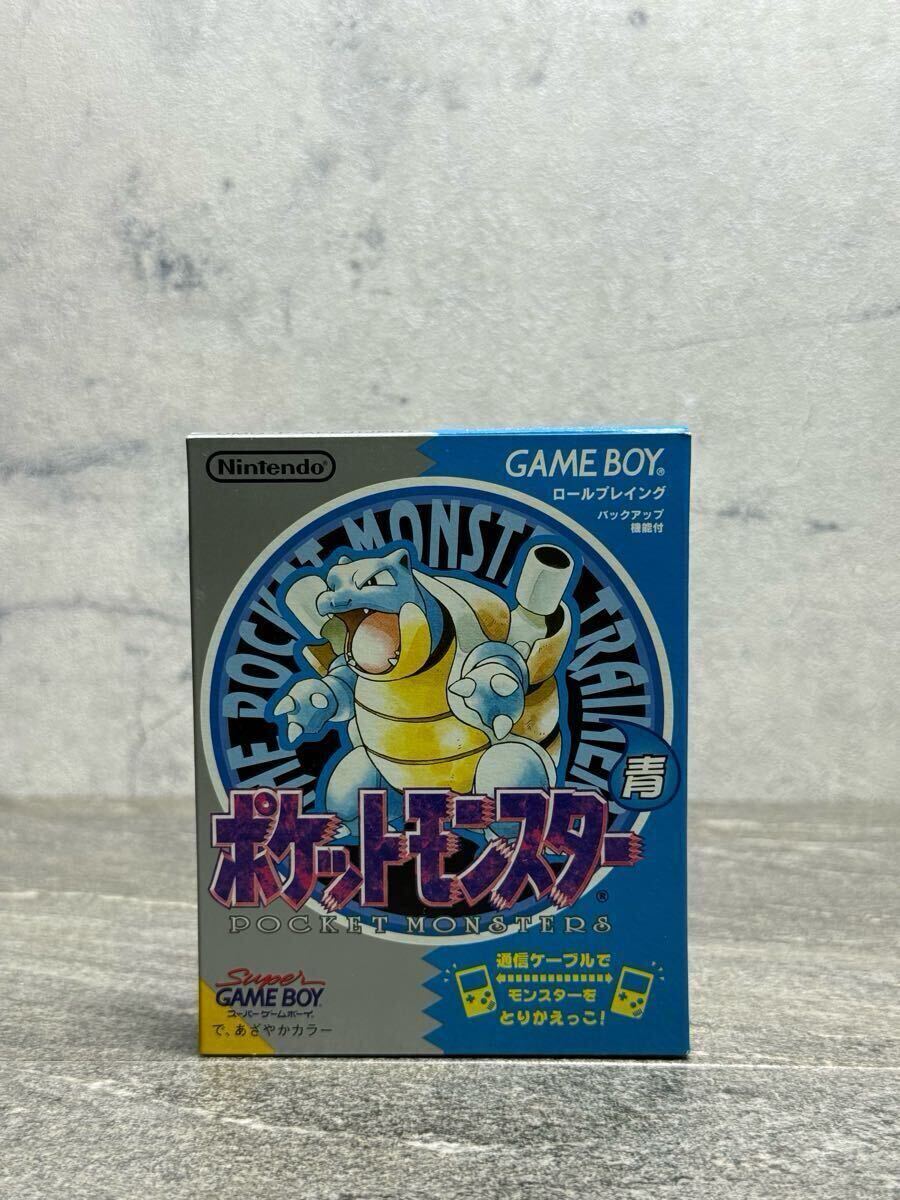 Nintendo®
GAME BOY®
ロールプレイング
バックアップ
機能付
THE POCKET MONSTER TRAINER
青
ポケットモンスター®
POCKET MONSTERS
Super
GAME BOY
スーパーゲームボーイ
で、あざやかカラー
通信ケーブルで
モンスターを
とりかえっこ!